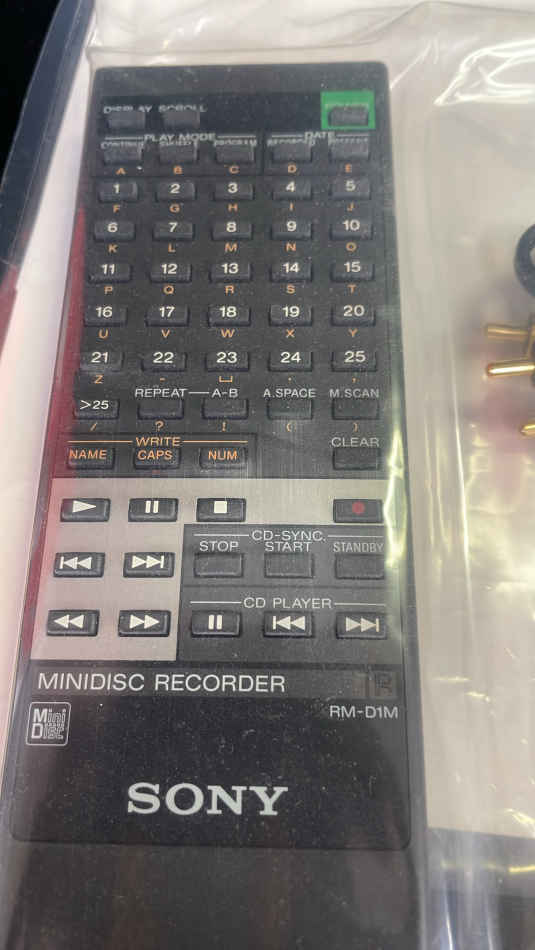 DISPLAY SCROLL
PLAY MODE DATE
CONTINUE SHUFFLE PROGRAM RECORDED PRESENT
A B C D E
1 2 3 4 5
F G H I J
6 7 8 9 10
K L M N O
11 12 13 14 15
P Q R S T
16 17 18 19 20
U V W X Y
21 22 23 24 25
Z - ␣ . ,
REPEAT A-B A.SPACE M.SCAN
>25
/ ? ! ( )
WRITE CLEAR
NAME CAPS NUM
CD-SYNC.
STOP START STANDBY
CD PLAYER
MINIDISC RECORDER
RM-D1M
Mini
Disc
SONY